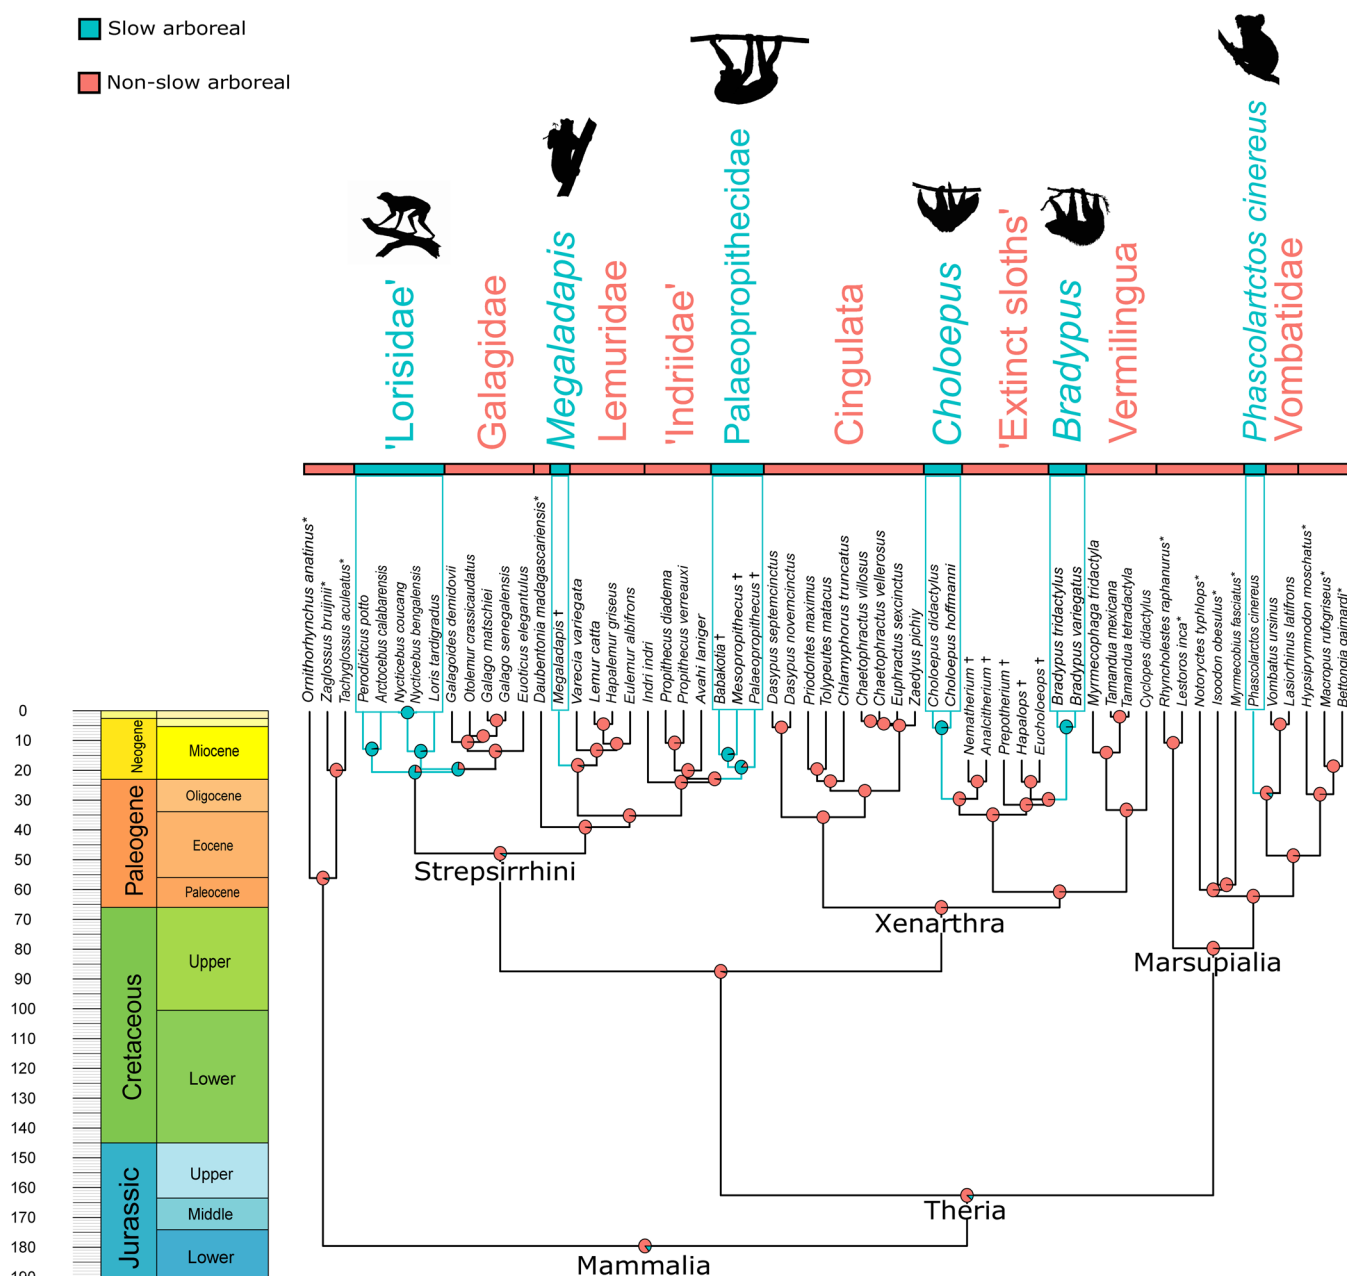 Slow arboreal
Non-slow arboreal
'Lorisidae'
Galagidae
Megaladapis
Lemuridae
'Indriidae'
Palaeopropithecidae
Cingulata
Choloepus
'Extinct sloths'
Bradypus
Vermilingua
Phascolartos cinereus
Vombatidae
Ornithorhynchus anatinus*
Zaglossus bruijnii*
Tachyglossus aculeatus*
Perodicticus potto
Arctocebus calabarensis
Nycticebus coucang
Nycticebus bengalensis
Loris tardigradus
Galagoides demidovii
Otolemur crassicaudatus
Galago matschiei
Galago senegalensis
Euoticus elegantulus
Daubentonia madagascariensis*
Megaladapis †
Varecia variegata
Lemur catta
Hapalemur griseus
Eulemur albifrons
Indri indri
Propithecus diadema
Propithecus verreauxi
Avahi laniger
Babakotia †
Mesopropithecus †
Palaeopropithecus †
Dasypus septemcinctus
Dasypus novemcinctus
Priodontes maximus
Tolypeutes matacus
Chlamyphorus truncatus
Chaetophractus villosus
Chaetophractus vellerosus
Euphractus sexcinctus
Zaedyus pichiy
Choloepus didactylus
Choloepus hoffmanni
Nematherium †
Analcitherium †
Prepotherium †
Hapalops †
Eucholoeops †
Bradypus tridactylus
Bradypus variegatus
Myrmecophaga tridactyla
Tamandua mexicana
Tamandua tetradactyla
Cyclopes didactylus
Rhyncholestes raphanurus*
Lestoros inca*
Notoryctes typhlops*
Isoodon obesulus*
Myrmecobius fasciatus*
Phascolarctos cinereus
Vombatus ursinus
Lasiorhinus latifrons
Hypsiprymnodon moschatus*
Macropus rufogriseus*
Bettongia gaimardi*
0
10
20
30
40
50
60
70
80
90
100
110
120
130
140
150
160
170
180
190
Neogene
Paleogene
Cretaceous
Jurassic
Miocene
Oligocene
Eocene
Paleocene
Upper
Lower
Upper
Middle
Lower
Strepsirrhini
Xenarthra
Marsupialia
Theria
Mammalia